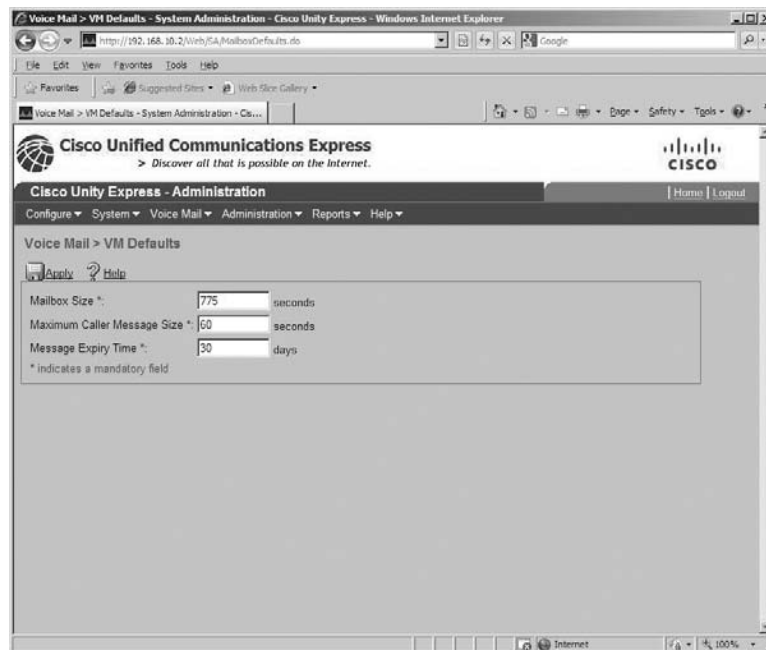 Voice Mail > VM Defaults - System Administration - Cisco Unity Express - Windows Internet Explorer
http://192.168.10.2/Web/SA/MailboxDefaults.do
Google
File Edit View Favorites Tools Help
Favorites Suggested Sites Web Slice Gallery
Voice Mail > VM Defaults - System Administration - Cis...
Page Safety Tools
Cisco Unified Communications Express
> Discover all that is possible on the Internet.
CISCO
Cisco Unity Express - Administration
Home | Logout
Configure System Voice Mail Administration Reports Help
Voice Mail > VM Defaults
Apply ? Help
Mailbox Size *: 775 seconds
Maximum Caller Message Size *: 60 seconds
Message Expiry Time *: 30 days
* indicates a mandatory field
Internet 100%